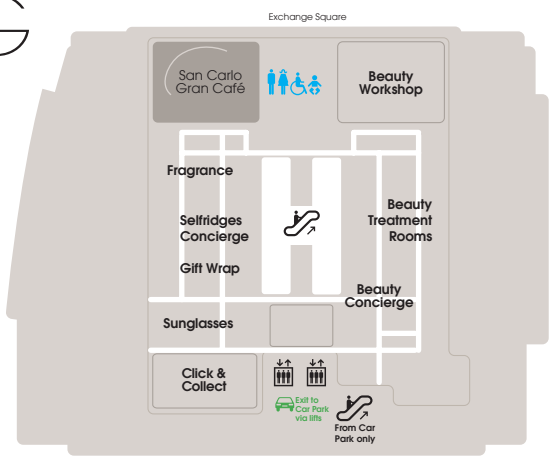 Exchange Square
San Carlo
Gran Café
Beauty
Workshop
Fragrance
Selfridges
Concierge
Gift Wrap
Beauty
Treatment
Rooms
Beauty
Concierge
Sunglasses
Click &
Collect
Exit to
Car Park
via lifts
From Car
Park only